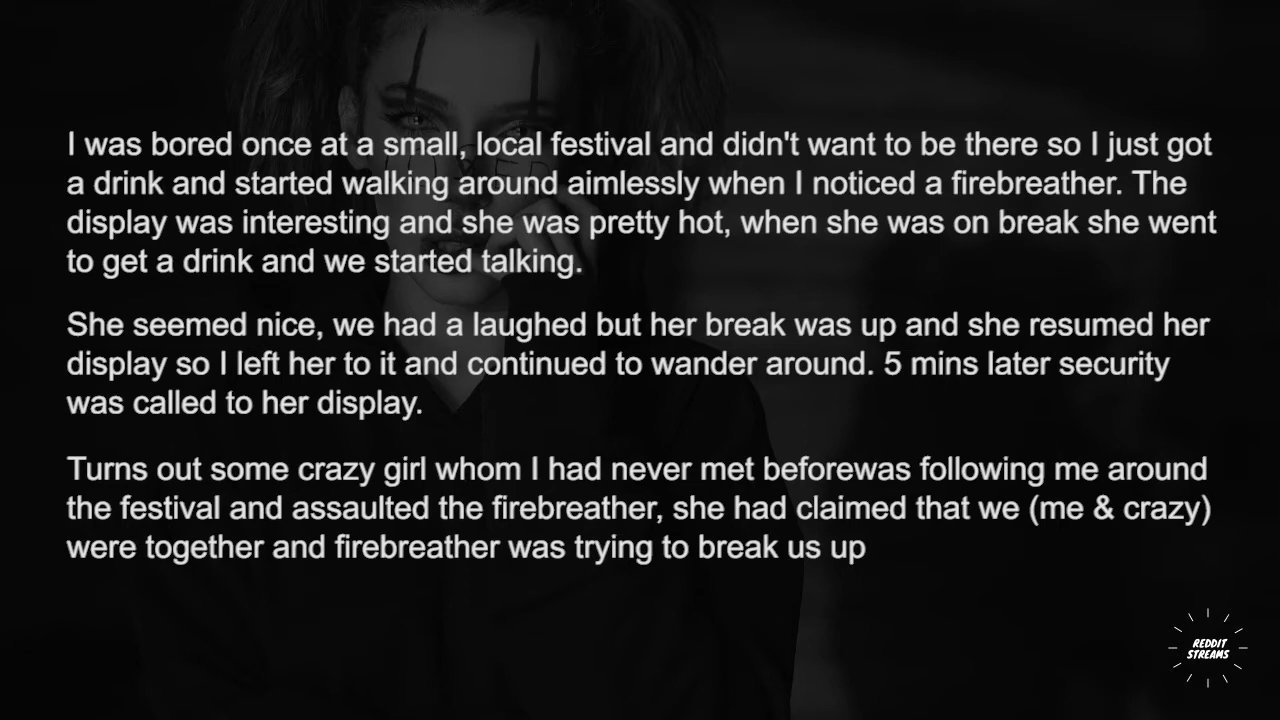 I was bored once at a small, local festival and didn't want to be there so I just got
a drink and started walking around aimlessly when I noticed a firebreather. The
display was interesting and she was pretty hot, when she was on break she went
to get a drink and we started talking.
She seemed nice, we had a laughed but her break was up and she resumed her
display so I left her to it and continued to wander around. 5 mins later security
was called to her display.
Turns out some crazy girl whom I had never met beforewas following me around
the festival and assaulted the firebreather, she had claimed that we (me & crazy)
were together and firebreather was trying to break us up
REDDIT
STREAMS